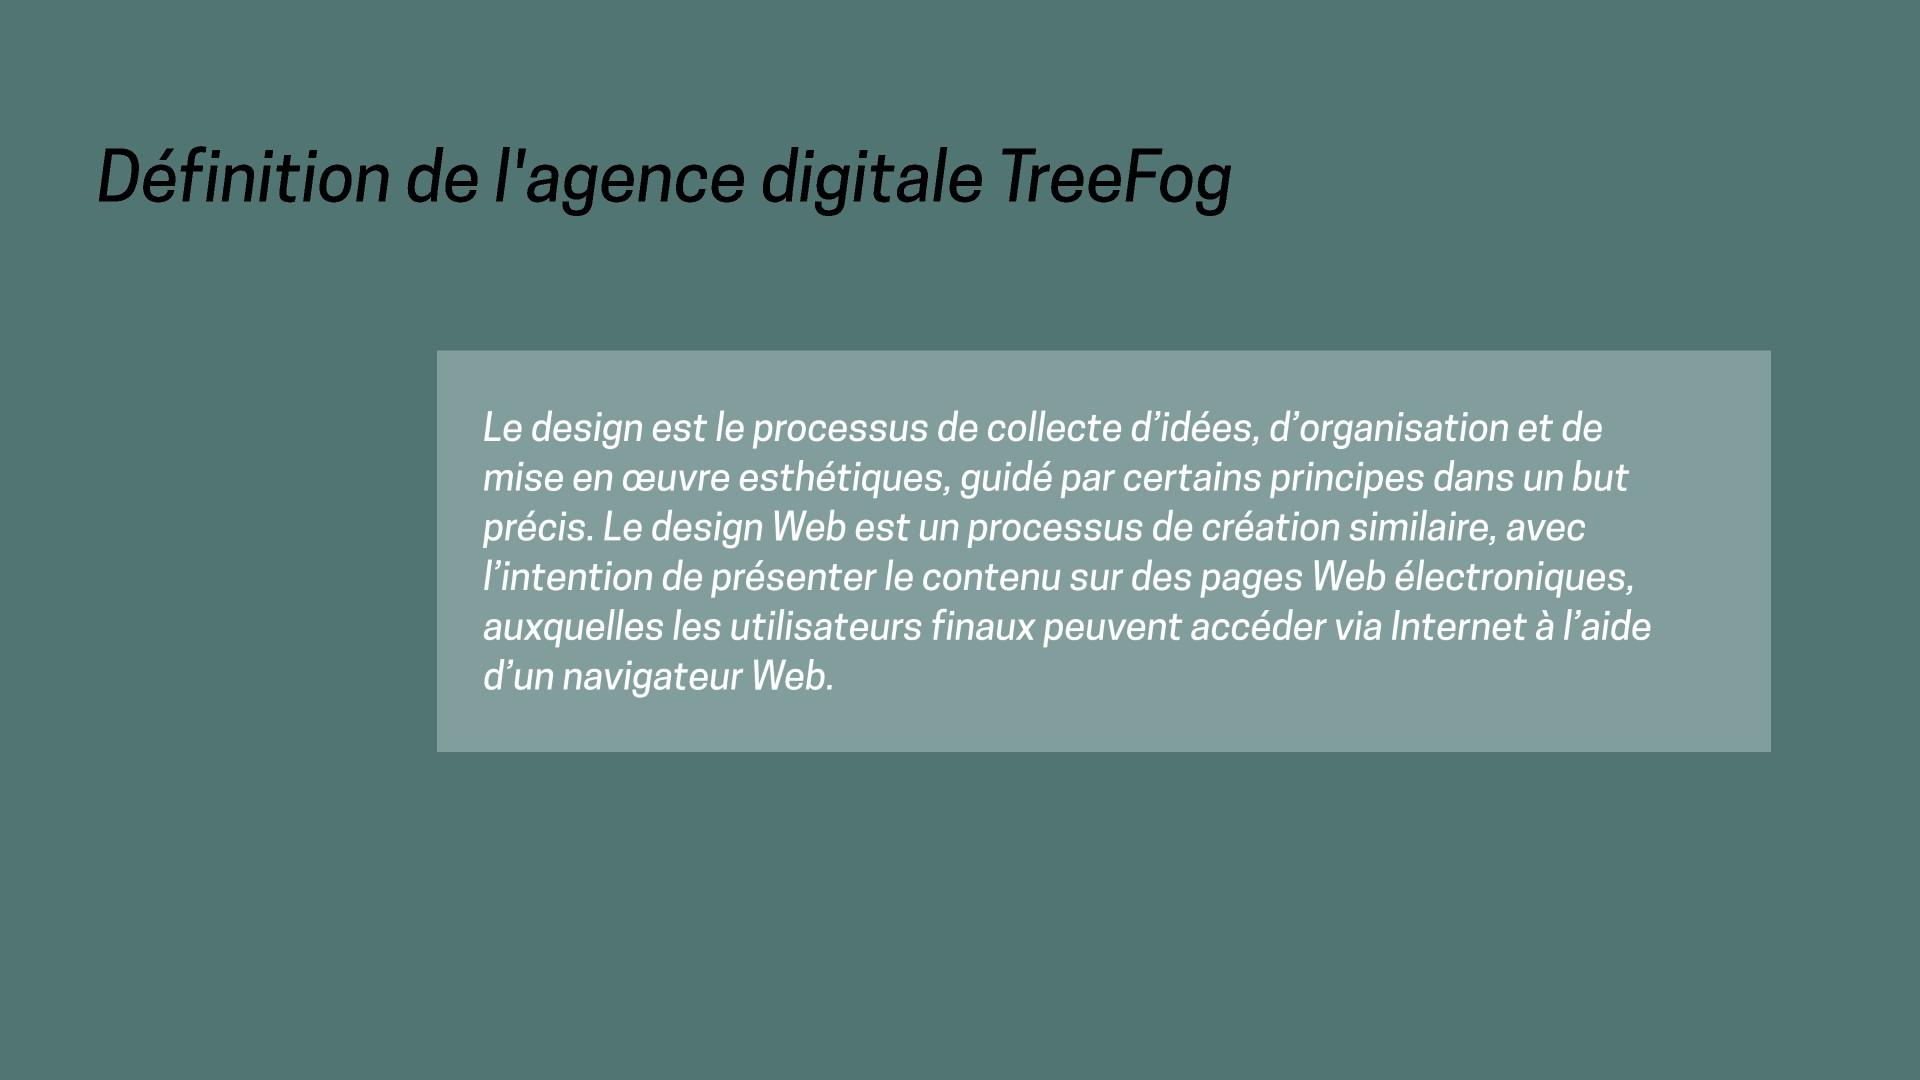 Définition de l'agence digitale TreeFog
Le design est le processus de collecte d’idées, d’organisation et de
mise en œuvre esthétiques, guidé par certains principes dans un but
précis. Le design Web est un processus de création similaire, avec
l’intention de présenter le contenu sur des pages Web électroniques,
auxquelles les utilisateurs finaux peuvent accéder via Internet à l’aide
d’un navigateur Web.